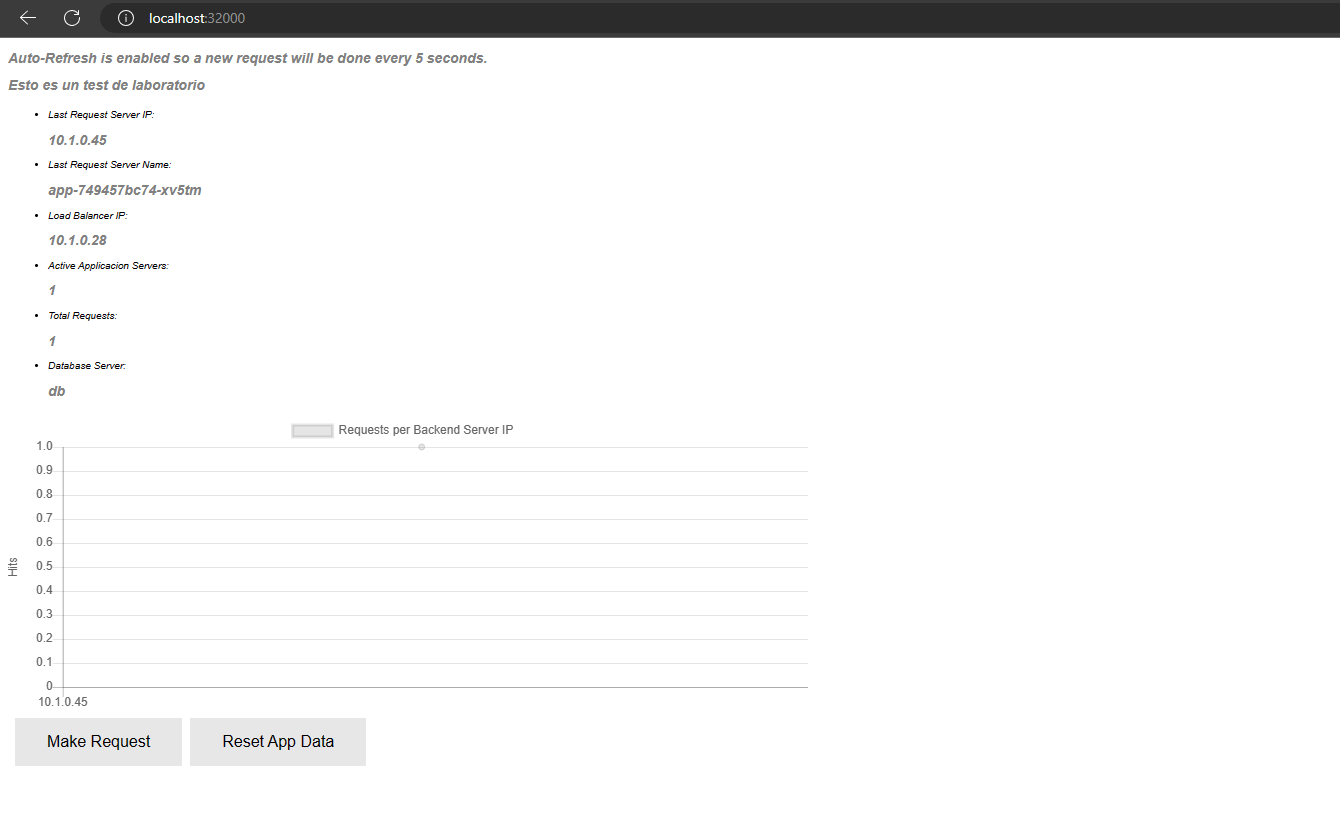 localhost:32000
Auto-Refresh is enabled so a new request will be done every 5 seconds.
Esto es un test de laboratorio
Last Request Server IP:
10.1.0.45
Last Request Server Name:
app-749457bc74-xv5tm
Load Balancer IP:
10.1.0.28
Active Applicacion Servers:
1
Total Requests:
1
Database Server:
db
Requests per Backend Server IP
1.0
0.9
0.8
0.7
0.6
0.5
0.4
0.3
0.2
0.1
0
Hits
10.1.0.45
Make Request
Reset App Data